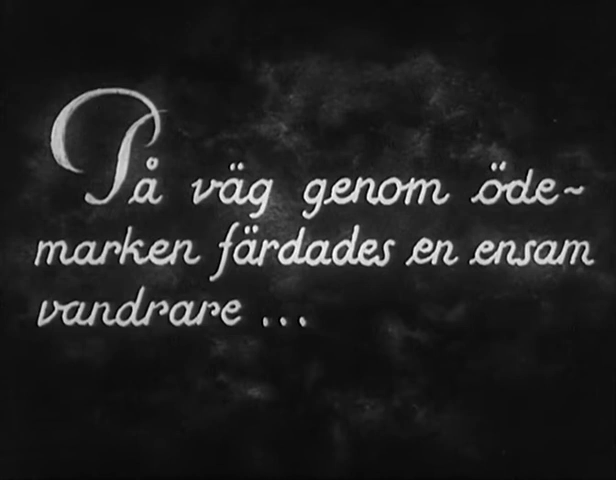 På väg genom öde~
marken färdades en ensam
vandrare ...